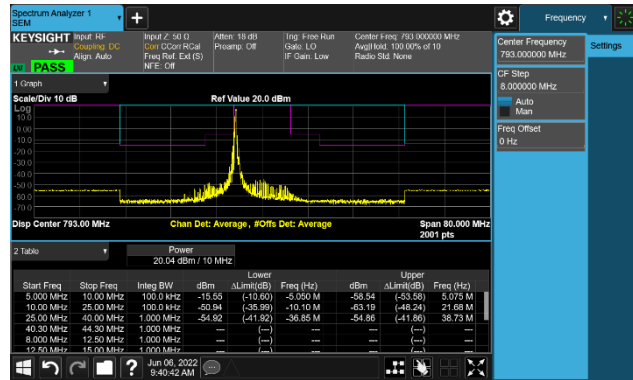 Spectrum Analyzer 1
SEM
Frequency
KEYSIGHT
Input: RF
Coupling: DC
Align: Auto
Input Z: 50 Ω
Corr CCorr RCal
Freq Ref: Ext (S)
NFE: Off
Atten: 18 dB
Preamp: Off
Trig: Free Run
Gate: LO
IF Gain: Low
Center Freq: 793.000000 MHz
Avg|Hold: 100.00% of 10
Radio Std: None
LXI
PASS
Center Frequency
793.000000 MHz
Settings
CF Step
8.000000 MHz
Auto
Man
Freq Offset
0 Hz
1 Graph
Scale/Div 10 dB
Ref Value 20.0 dBm
Log
10.0
0.00
-10.0
-20.0
-30.0
-40.0
-50.0
-60.0
-70.0
Disp Center 793.00 MHz
Chan Det: Average , #Offs Det: Average
Span 80.000 MHz
2001 pts
2 Table
Power
20.04 dBm / 10 MHz
Lower Upper
Start Freq Stop Freq Integ BW dBm ΔLimit(dB) Freq (Hz) dBm ΔLimit(dB) Freq (Hz)
5.000 MHz 10.00 MHz 100.0 kHz -15.55 (-10.60) -5.050 M -58.54 (-53.58) 5.075 M
10.00 MHz 25.00 MHz 100.0 kHz -50.94 (-35.99) -10.10 M -63.19 (-48.24) 21.68 M
25.00 MHz 40.00 MHz 1.000 MHz -54.92 (-41.92) -36.85 M -54.86 (-41.86) 38.73 M
40.30 MHz 44.30 MHz 1.000 MHz --- (---) --- (---) ---
8.000 MHz 12.50 MHz 1.000 MHz --- (---) --- --- (---) ---
12.50 MHz 15.00 MHz 1.000 MHz --- (---) --- --- (---) ---
Jun 06, 2022
9:40:42 AM